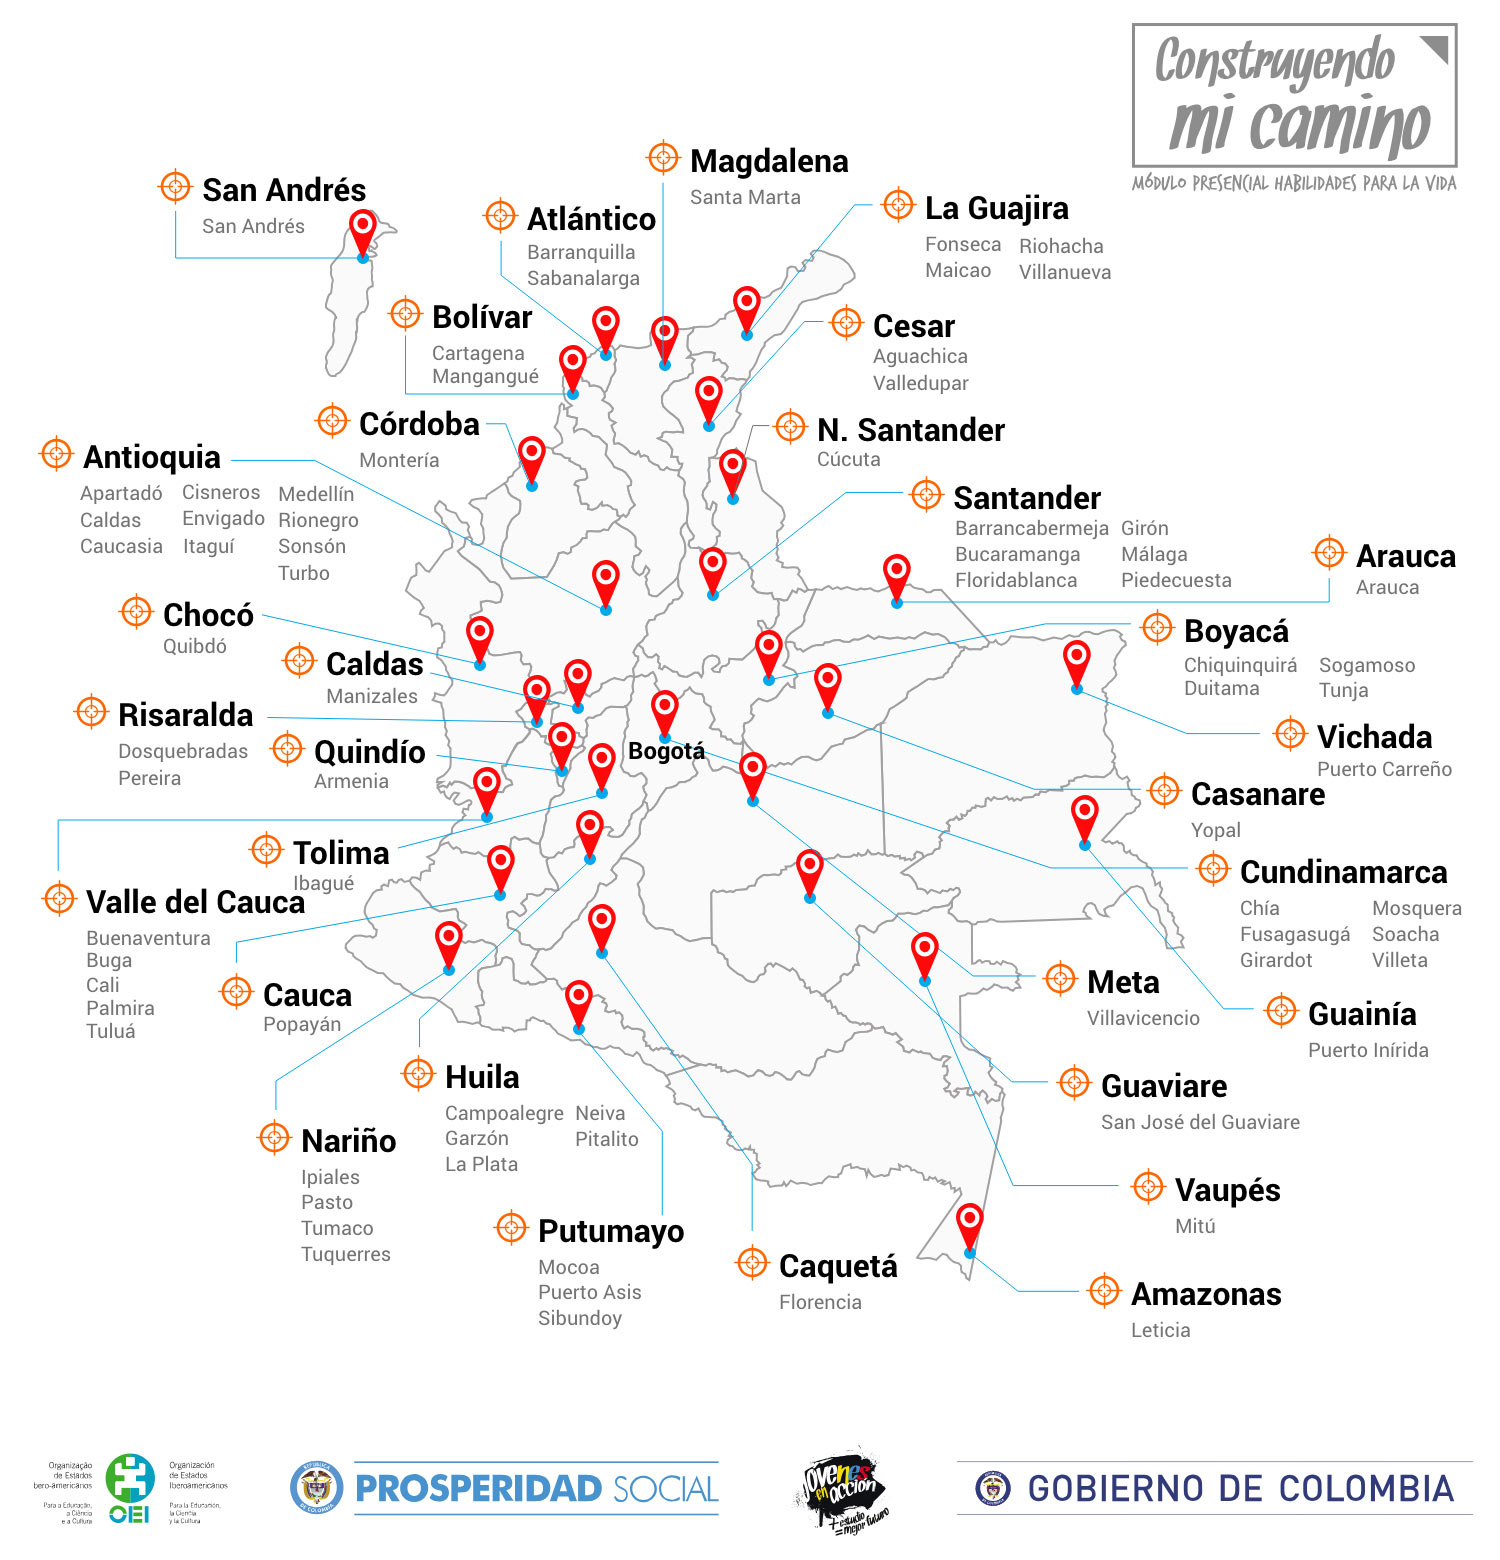 Construyendo
mi camino
MÓDULO PRESENCIAL HABILIDADES PARA LA VIDA
San Andrés
San Andrés
Magdalena
Santa Marta
Atlántico
Barranquilla
Sabanalarga
La Guajira
Fonseca Riohacha
Maicao Villanueva
Bolívar
Cartagena
Mangangué
Cesar
Aguachica
Valledupar
Córdoba
Montería
N. Santander
Cúcuta
Antioquia
Apartadó Cisneros Medellín
Caldas Envigado Rionegro
Caucasia Itaguí Sonsón
Turbo
Santander
Barrancabermeja Girón
Bucaramanga Málaga
Floridablanca Piedecuesta
Arauca
Arauca
Chocó
Quibdó
Boyacá
Chiquinquirá Sogamoso
Duitama Tunja
Caldas
Manizales
Risaralda
Dosquebradas
Pereira
Quindío
Armenia
Bogotá
Vichada
Puerto Carreño
Casanare
Yopal
Tolima
Ibagué
Cundinamarca
Chía Mosquera
Fusagasugá Soacha
Girardot Villeta
Valle del Cauca
Buenaventura
Buga
Cali
Palmira
Tuluá
Cauca
Popayán
Meta
Villavicencio
Guainía
Puerto Inírida
Huila
Campoalegre Neiva
Garzón Pitalito
La Plata
Guaviare
San José del Guaviare
Nariño
Ipiales
Pasto
Tumaco
Tuquerres
Vaupés
Mitú
Putumayo
Mocoa
Puerto Asis
Sibundoy
Caquetá
Florencia
Amazonas
Leticia
Organização
de Estados
bero-americanos
Para a Educação,
a Ciência
e a Cultura
OEI
Organización
de Estados
Iberoamericanos
Para la Educación,
la Ciencia
y la Cultura
REPÚBLICA
DE COLOMBIA
PROSPERIDAD SOCIAL
Jóvenes
en acción
+ estudio
= mejor futuro
GOBIERNO DE COLOMBIA